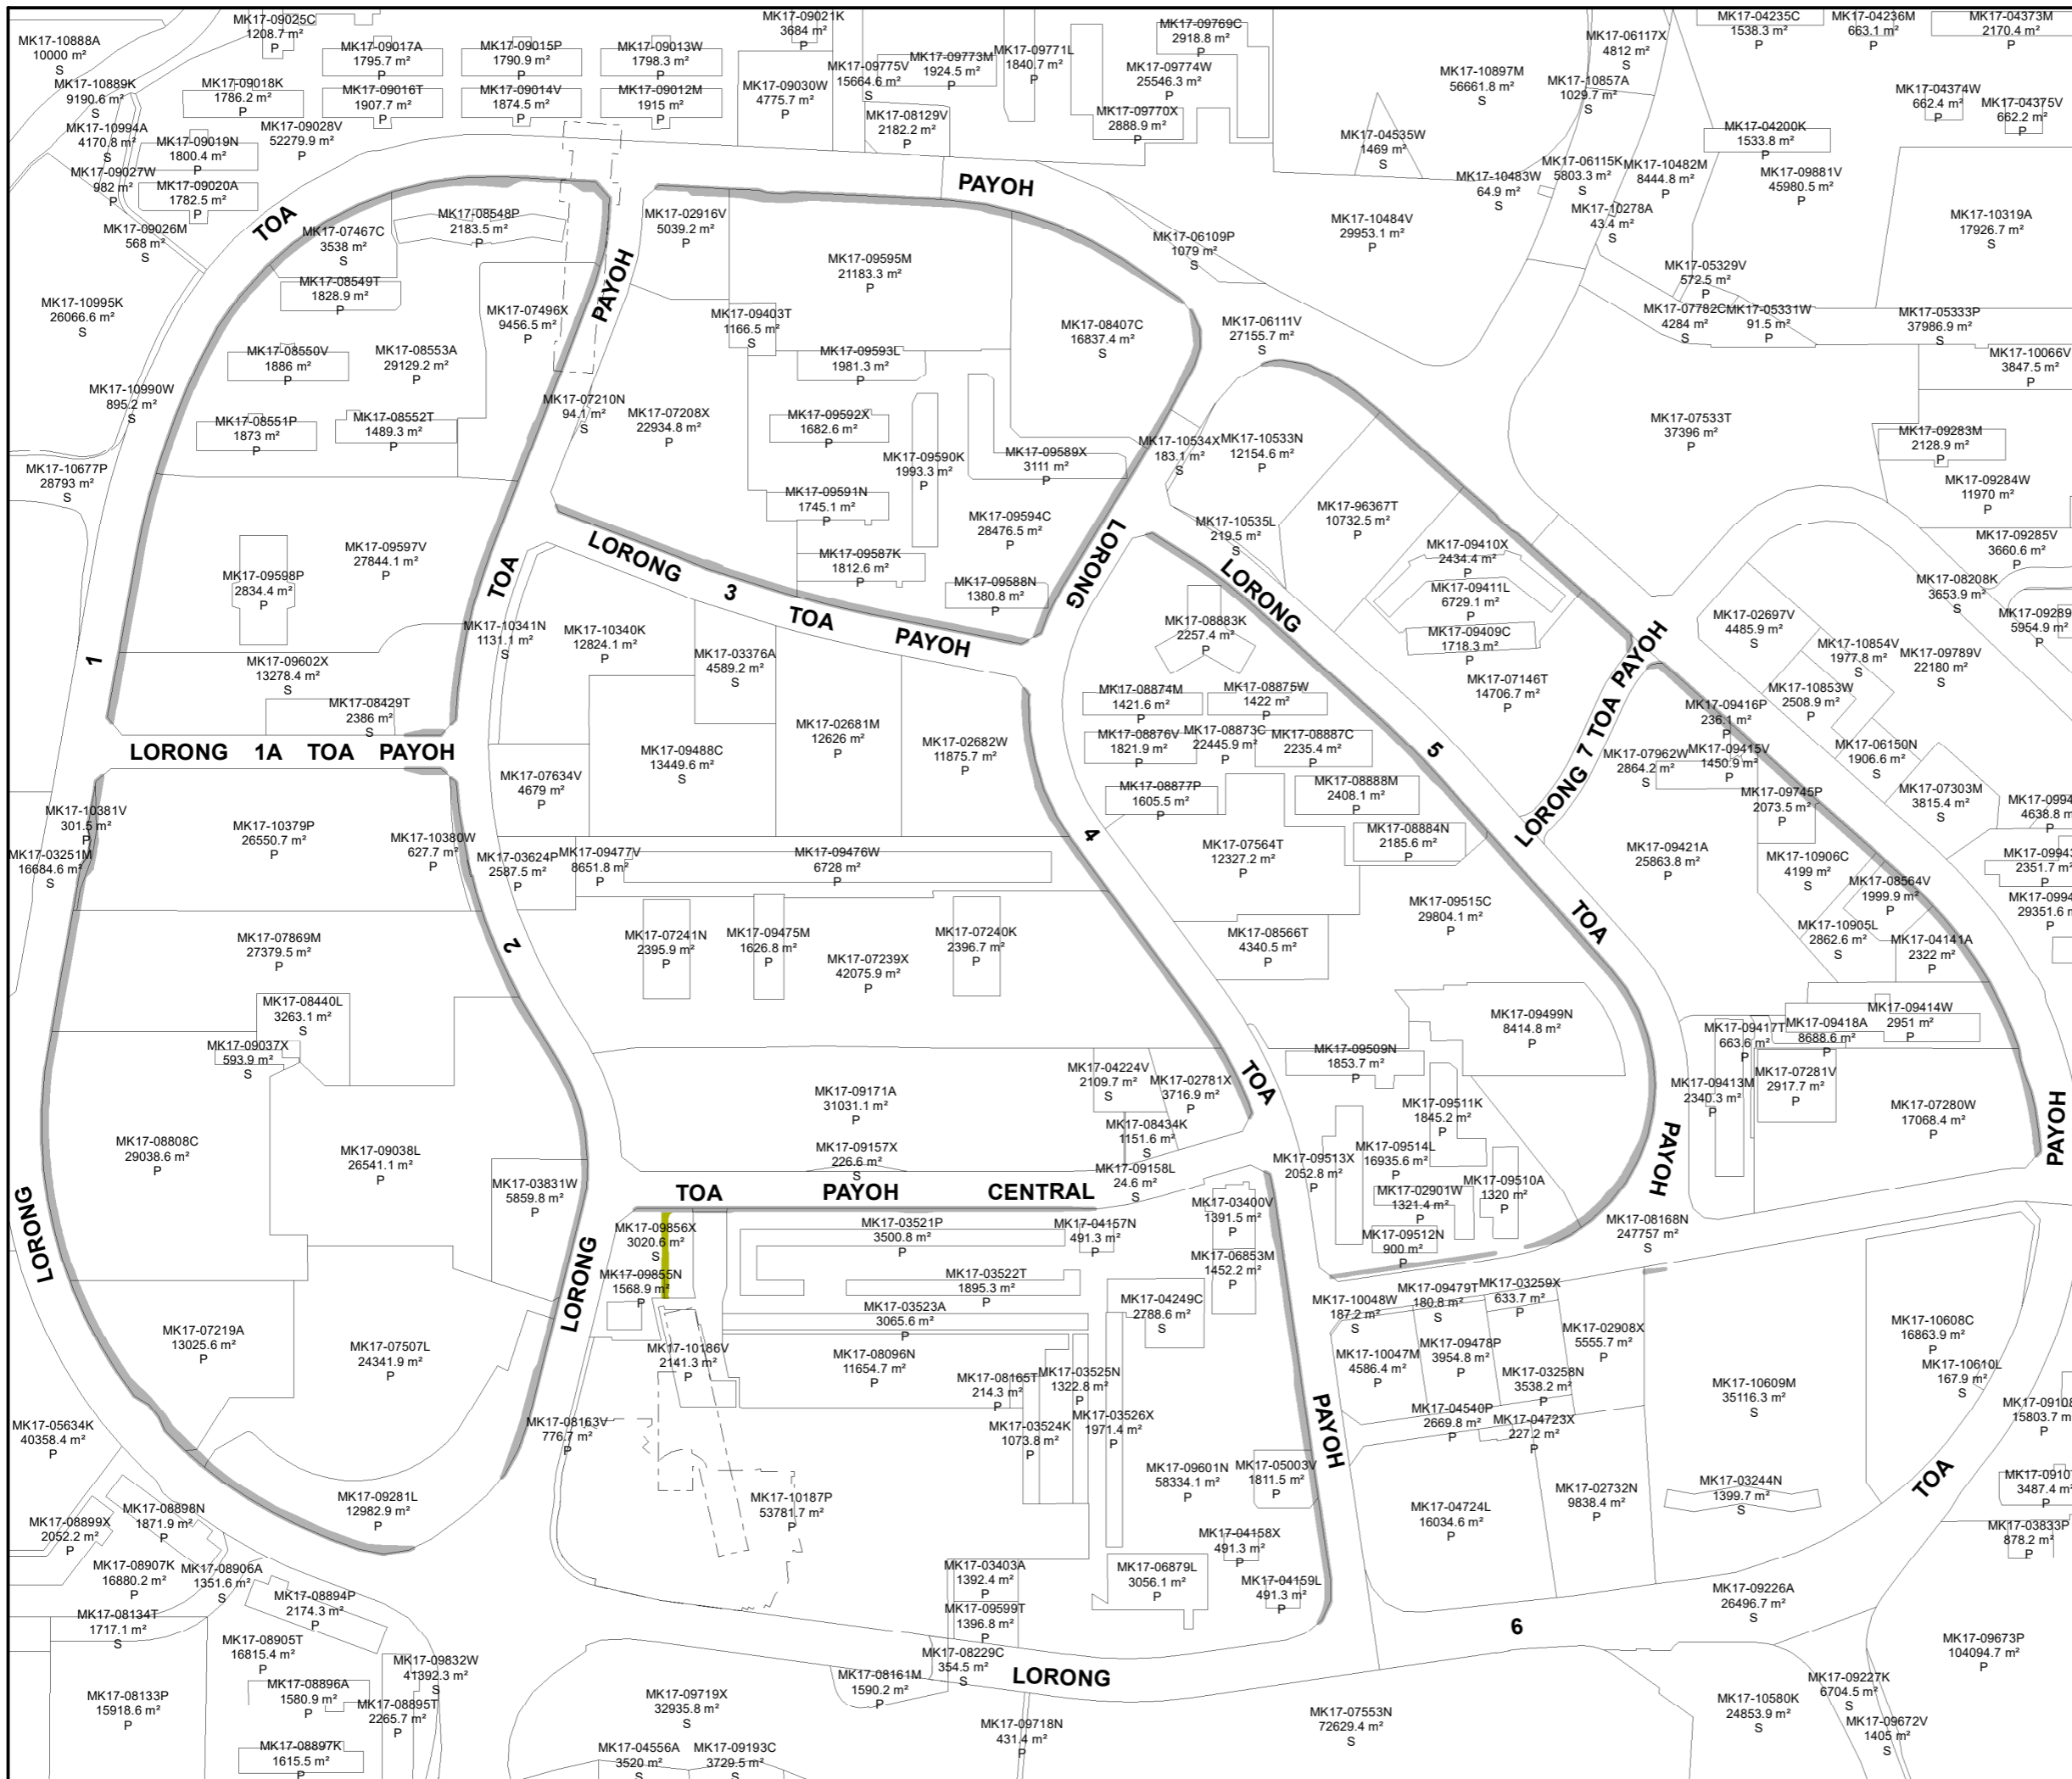 MK17-10888A
10000 m²
S
MK17-09025C
1208.7 m²
P
MK17-09017A
1795.7 m²
P
MK17-09015P
1790.9 m²
P
MK17-09013W
1798.3 m²
P
MK17-09021K
3684 m²
P
MK17-09775V
15664.6 m²
S
MK17-09773M
1924.5 m²
P
MK17-09771L
1840.7 m²
P
MK17-09769C
2918.8 m²
P
MK17-09774W
25546.3 m²
P
MK17-10897M
56661.8 m²
S
MK17-06117X
4812 m²
S
MK17-10857A
1029.7 m²
S
MK17-04235C
1538.3 m²
P
MK17-04236M
663.1 m²
P
MK17-04373M
2170.4 m²
P
MK17-10889K
9190.6 m²
S
MK17-09018K
1786.2 m²
P
MK17-09016T
1907.7 m²
P
MK17-09014V
1874.5 m²
P
MK17-09012M
1915 m²
P
MK17-09030W
4775.7 m²
P
MK17-08129V
2182.2 m²
P
MK17-09770X
2888.9 m²
P
MK17-04535W
1469 m²
S
MK17-04374W
662.4 m²
P
MK17-04375V
662.2 m²
P
MK17-10994A
4170.8 m²
S
MK17-09019N
1800.4 m²
P
MK17-09028V
52279.9 m²
P
MK17-04200K
1533.8 m²
P
MK17-09027W
982 m²
P
MK17-09020A
1782.5 m²
P
MK17-10483W
64.9 m²
S
MK17-06115K
5803.3 m²
S
MK17-10482M
8444.8 m²
P
MK17-09881V
45980.5 m²
P
MK17-09026M
568 m²
S
TOA
PAYOH
MK17-07467C
3538 m²
S
MK17-08548P
2183.5 m²
P
MK17-02916V
5039.2 m²
P
MK17-10484V
29953.1 m²
P
MK17-10278A
43.4 m²
S
MK17-10319A
17926.7 m²
S
MK17-06109P
1079 m²
S
MK17-10995K
26066.6 m²
S
MK17-08549T
1828.9 m²
P
PAYOH
MK17-09595M
21183.3 m²
P
MK17-05329V
572.5 m²
P
MK17-07496X
9456.5 m²
P
MK17-09403T
1166.5 m²
S
MK17-08407C
16837.4 m²
S
MK17-06111V
27155.7 m²
S
MK17-07782C
4284 m²
S
MK17-05331W
91.5 m²
P
MK17-05333P
37986.9 m²
S
MK17-08550V
1886 m²
P
MK17-08553A
29129.2 m²
P
MK17-09593L
1981.3 m²
P
MK17-10066V
3847.5 m²
P
MK17-10990W
895.2 m²
S
MK17-07210N
94.1 m²
S
MK17-07208X
22934.8 m²
P
MK17-08551P
1873 m²
P
MK17-08552T
1489.3 m²
P
MK17-09592X
1682.6 m²
P
MK17-07533T
37396 m²
P
MK17-10534X
183.1 m²
S
MK17-10533N
12154.6 m²
P
MK17-09283M
2128.9 m²
P
MK17-10677P
28793 m²
S
MK17-09590K
1993.3 m²
P
MK17-09589X
3111 m²
P
MK17-09284W
11970 m²
P
MK17-09591N
1745.1 m²
P
MK17-96367T
10732.5 m²
P
MK17-09594C
28476.5 m²
P
MK17-10535L
219.5 m²
S
MK17-09285V
3660.6 m²
P
MK17-09597V
27844.1 m²
P
LORONG 3 TOA PAYOH
MK17-09587K
1812.6 m²
P
LORONG
MK17-09410X
2434.4 m²
P
MK17-09598P
2834.4 m²
P
TOA
MK17-09588N
1380.8 m²
P
LORONG
MK17-09411L
6729.1 m²
P
MK17-08208K
3653.9 m²
S
MK17-09289
5954.9 m²
P
MK17-10341N
1131.1 m²
S
MK17-10340K
12824.1 m²
P
MK17-08883K
2257.4 m²
P
MK17-09409C
1718.3 m²
P
MK17-02697V
4485.9 m²
S
MK17-10854V
1977.8 m²
S
MK17-09789V
22180 m²
S
1
MK17-09602X
13278.4 m²
S
MK17-03376A
4589.2 m²
S
MK17-07146T
14706.7 m²
P
MK17-10853W
2508.9 m²
P
MK17-08429T
2386 m²
S
MK17-08874M
1421.6 m²
P
MK17-08875W
1422 m²
P
MK17-09416P
236.1 m²
P
MK17-02681M
12626 m²
P
MK17-02682W
11875.7 m²
P
MK17-08876V
1821.9 m²
P
MK17-08873C
22445.9 m²
P
MK17-08887C
2235.4 m²
P
5
LORONG 7 TOA PAYOH
MK17-07962W
2864.2 m²
S
MK17-09415V
1450.9 m²
P
MK17-06150N
1906.6 m²
S
LORONG 1A TOA PAYOH
MK17-09488C
13449.6 m²
S
MK17-07634V
4679 m²
P
MK17-08877P
1605.5 m²
P
MK17-08888M
2408.1 m²
P
MK17-09745P
2073.5 m²
P
MK17-07303M
3815.4 m²
S
MK17-094
4638.8 m
P
MK17-10381V
301.5 m²
P
MK17-10379P
26550.7 m²
P
MK17-10380W
627.7 m²
P
4
MK17-07564T
12327.2 m²
P
MK17-08884N
2185.6 m²
P
MK17-09421A
25863.8 m²
P
MK17-03251M
16684.6 m²
S
MK17-03624P
2587.5 m²
P
MK17-09477V
8651.8 m²
P
MK17-09476W
6728 m²
P
MK17-10906C
4199 m²
S
MK17-08564V
1999.9 m²
P
MK17-0994
2351.7 m²
P
MK17-094
29351.6 m
P
MK17-09515C
29804.1 m²
P
TOA
MK17-07869M
27379.5 m²
P
2
MK17-07241N
2395.9 m²
P
MK17-09475M
1626.8 m²
P
MK17-07239X
42075.9 m²
P
MK17-07240K
2396.7 m²
P
MK17-08566T
4340.5 m²
P
MK17-10905L
2862.6 m²
S
MK17-04141A
2322 m²
P
MK17-08440L
3263.1 m²
S
MK17-09037X
593.9 m²
S
MK17-09499N
8414.8 m²
P
MK17-09417T
663.6 m²
P
MK17-09418A
8688.6 m²
P
MK17-09414W
2951 m²
P
MK17-09509N
1853.7 m²
P
MK17-04224V
2109.7 m²
S
MK17-02781X
3716.9 m²
P
TOA
MK17-09413M
2340.3 m²
P
MK17-07281V
2917.7 m²
P
MK17-09171A
31031.1 m²
P
MK17-09511K
1845.2 m²
P
MK17-07280W
17068.4 m²
P
PAYOH
MK17-08808C
29038.6 m²
P
MK17-09038L
26541.1 m²
P
MK17-08434K
1151.6 m²
S
MK17-09513X
2052.8 m²
P
MK17-09514L
16935.6 m²
P
PAYOH
MK17-09157X
226.6 m²
S
MK17-09158L
24.6 m²
S
MK17-03831W
5859.8 m²
P
TOA PAYOH CENTRAL
MK17-02901W
1321.4 m²
P
MK17-09510A
1320 m²
P
LORONG
MK17-09856X
3020.6 m²
S
MK17-03521P
3500.8 m²
P
MK17-04157N
491.3 m²
P
MK17-03400V
1391.5 m²
P
MK17-09512N
900 m²
P
MK17-08168N
247757 m²
S
LORONG
MK17-09855N
1568.9 m²
P
MK17-03522T
1895.3 m²
P
MK17-06853M
1452.2 m²
P
MK17-04249C
2788.6 m²
S
MK17-10048W
187.2 m²
S
MK17-09479T
180.8 m²
S
MK17-03259X
633.7 m²
P
MK17-07219A
13025.6 m²
P
MK17-07507L
24341.9 m²
P
MK17-03523A
3065.6 m²
P
MK17-02908X
5555.7 m²
P
MK17-10608C
16863.9 m²
P
MK17-10186V
2141.3 m²
P
MK17-08096N
11654.7 m²
P
MK17-10047M
4586.4 m²
P
MK17-09478P
3954.8 m²
P
MK17-03258N
3538.2 m²
P
MK17-10609M
35116.3 m²
S
MK17-10610L
167.9 m²
S
MK17-08165T
214.3 m²
P
MK17-03525N
1322.8 m²
P
PAYOH
MK17-04540P
2669.8 m²
P
MK17-04723X
227.2 m²
P
MK17-05634K
40358.4 m²
P
MK17-08163V
776.7 m²
P
MK17-03524K
1073.8 m²
P
MK17-03526X
1971.4 m²
P
MK17-09108
15803.7 m
P
MK17-10187P
53781.7 m²
P
MK17-09601N
58334.1 m²
P
MK17-05003V
1811.5 m²
P
MK17-04724L
16034.6 m²
P
MK17-02732N
9838.4 m²
P
MK17-03244N
1399.7 m²
S
TOA
MK17-0910
3487.4 m²
P
MK17-09281L
12982.9 m²
P
MK17-08898N
1871.9 m²
P
MK17-08899X
2052.2 m²
P
MK17-04158X
491.3 m²
P
MK17-03833P
878.2 m²
P
MK17-08907K
16880.2 m²
P
MK17-08906A
1351.6 m²
S
MK17-08894P
2174.3 m²
P
MK17-03403A
1392.4 m²
P
MK17-06879L
3056.1 m²
P
MK17-04159L
491.3 m²
P
MK17-09226A
26496.7 m²
S
MK17-08134T
1717.1 m²
S
MK17-09599T
1396.8 m²
P
6
MK17-08905T
16815.4 m²
P
MK17-09832W
41392.3 m²
S
MK17-08229C
354.5 m²
S
LORONG
MK17-09673P
104094.7 m²
P
MK17-08133P
15918.6 m²
P
MK17-08896A
1580.9 m²
P
MK17-08895T
2265.7 m²
P
MK17-09719X
32935.8 m²
S
MK17-08161M
1590.2 m²
P
MK17-09718N
431.4 m²
P
MK17-07553N
72629.4 m²
S
MK17-10580K
24853.9 m²
S
MK17-09227K
6704.5 m²
S
MK17-09672V
1405 m²
S
MK17-08897K
1615.5 m²
P
MK17-04556A
3520 m²
S
MK17-09193C
3729.5 m²
S